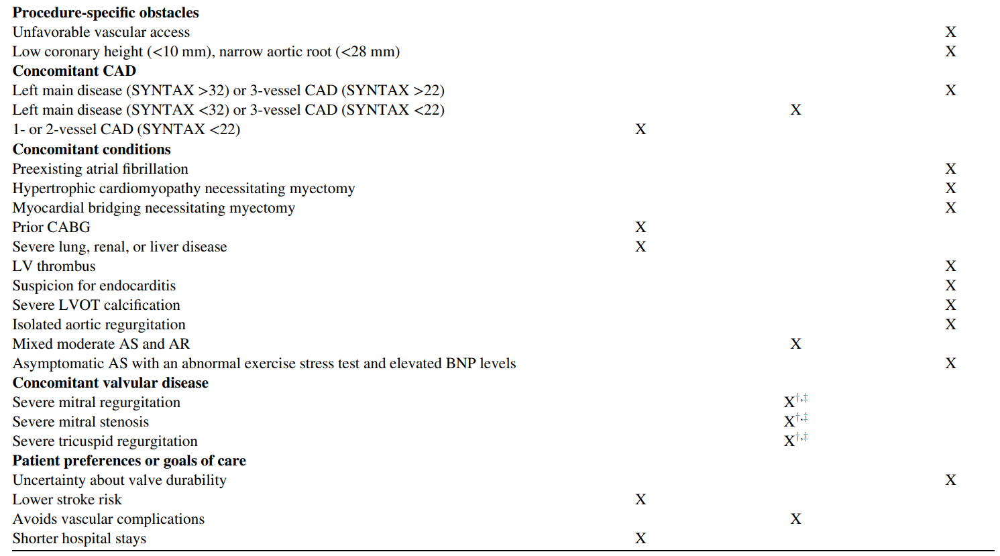 Procedure-specific obstacles
Unfavorable vascular access X
Low coronary height (<10 mm), narrow aortic root (<28 mm) X
Concomitant CAD
Left main disease (SYNTAX >32) or 3-vessel CAD (SYNTAX >22) X
Left main disease (SYNTAX <32) or 3-vessel CAD (SYNTAX <22) X
1- or 2-vessel CAD (SYNTAX <22) X
Concomitant conditions
Preexisting atrial fibrillation X
Hypertrophic cardiomyopathy necessitating myectomy X
Myocardial bridging necessitating myectomy X
Prior CABG X
Severe lung, renal, or liver disease X
LV thrombus X
Suspicion for endocarditis X
Severe LVOT calcification X
Isolated aortic regurgitation X
Mixed moderate AS and AR X
Asymptomatic AS with an abnormal exercise stress test and elevated BNP levels X
Concomitant valvular disease
Severe mitral regurgitation X†,‡
Severe mitral stenosis X†,‡
Severe tricuspid regurgitation X†,‡
Patient preferences or goals of care
Uncertainty about valve durability X
Lower stroke risk X
Avoids vascular complications X
Shorter hospital stays X